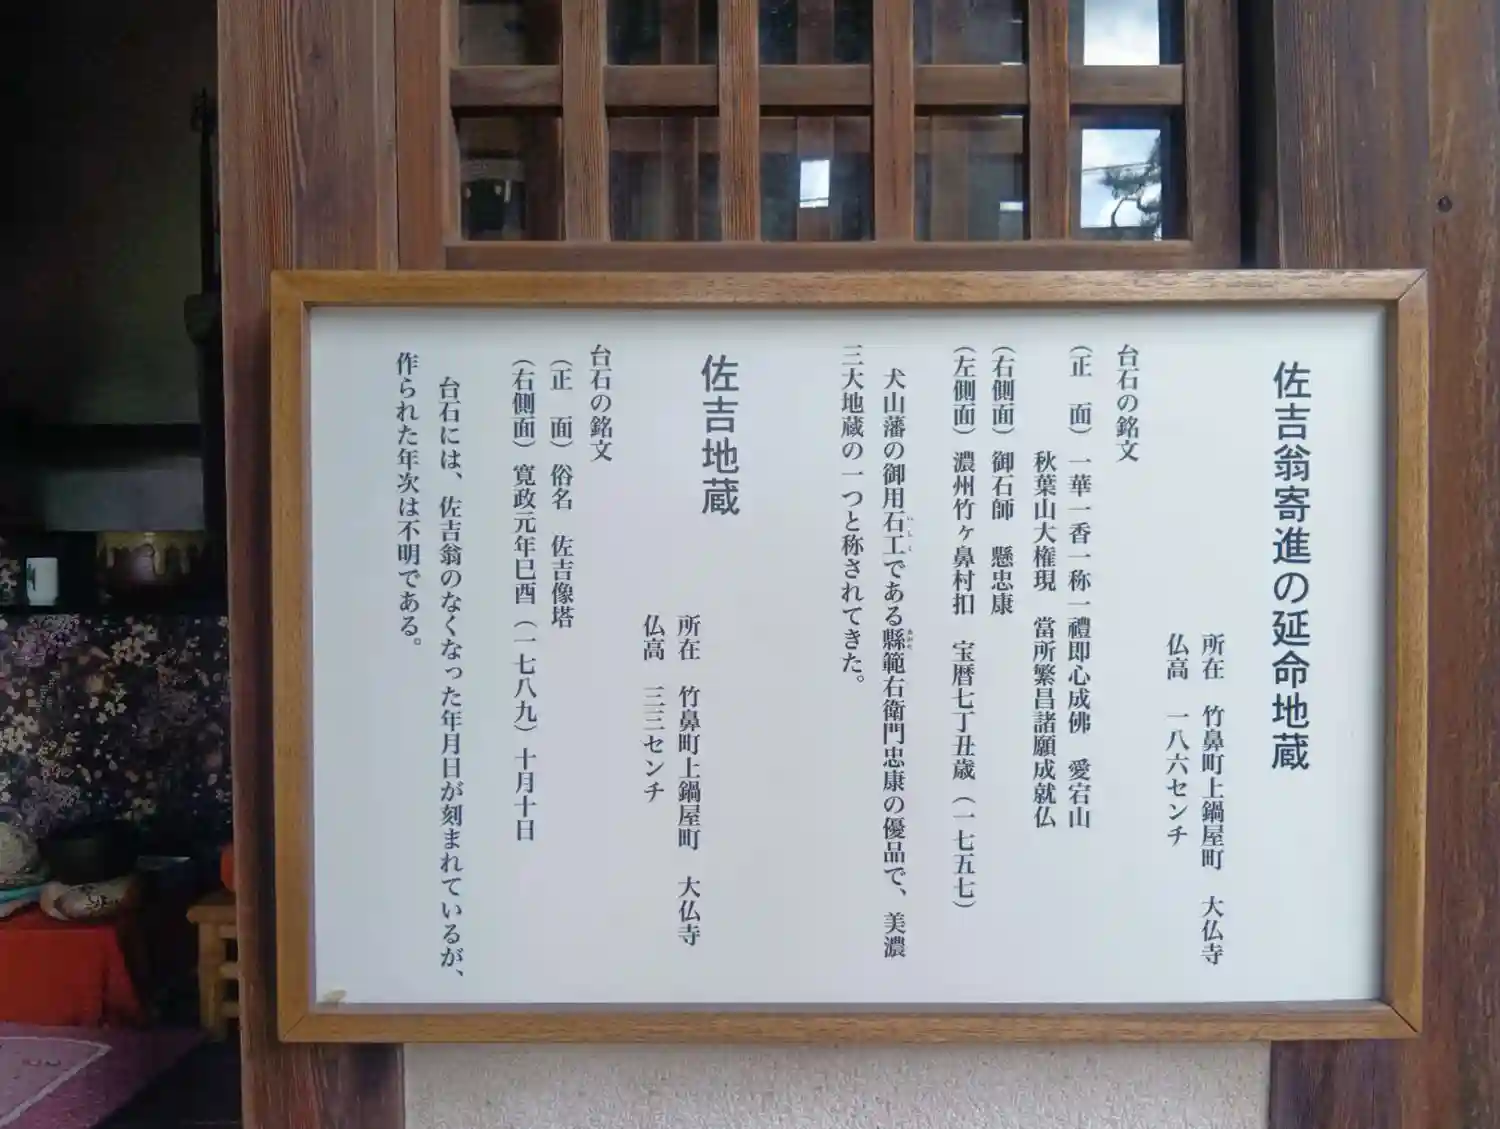 佐吉翁寄進の延命地蔵
所在　竹鼻町上鍋屋町　大仏寺
仏高　一八六センチ
台石の銘文
（正　面）一華一香一称一禮即心成佛　愛宕山
秋葉山大権現　當所繁昌諸願成就仏
（右側面）御石師　懸忠康
（左側面）濃州竹ヶ鼻村扣　宝暦七丁丑歳（一七五七）
犬山藩の御用石工である縣範右衛門忠康の優品で、美濃
三大地蔵の一つと称されてきた。
佐吉地蔵
所在　竹鼻町上鍋屋町　大仏寺
仏高　三三センチ
台石の銘文
（正　面）俗名　佐吉像塔
（右側面）寛政元年巳酉（一七八九）十月十日
台石には、佐吉翁のなくなった年月日が刻まれているが、
作られた年次は不明である。